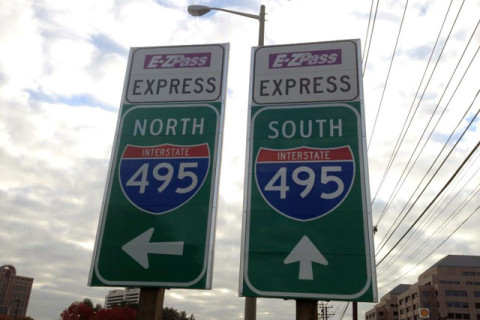 E-ZPass
EXPRESS
NORTH
INTERSTATE
495
E-ZPass
EXPRESS
SOUTH
INTERSTATE
495